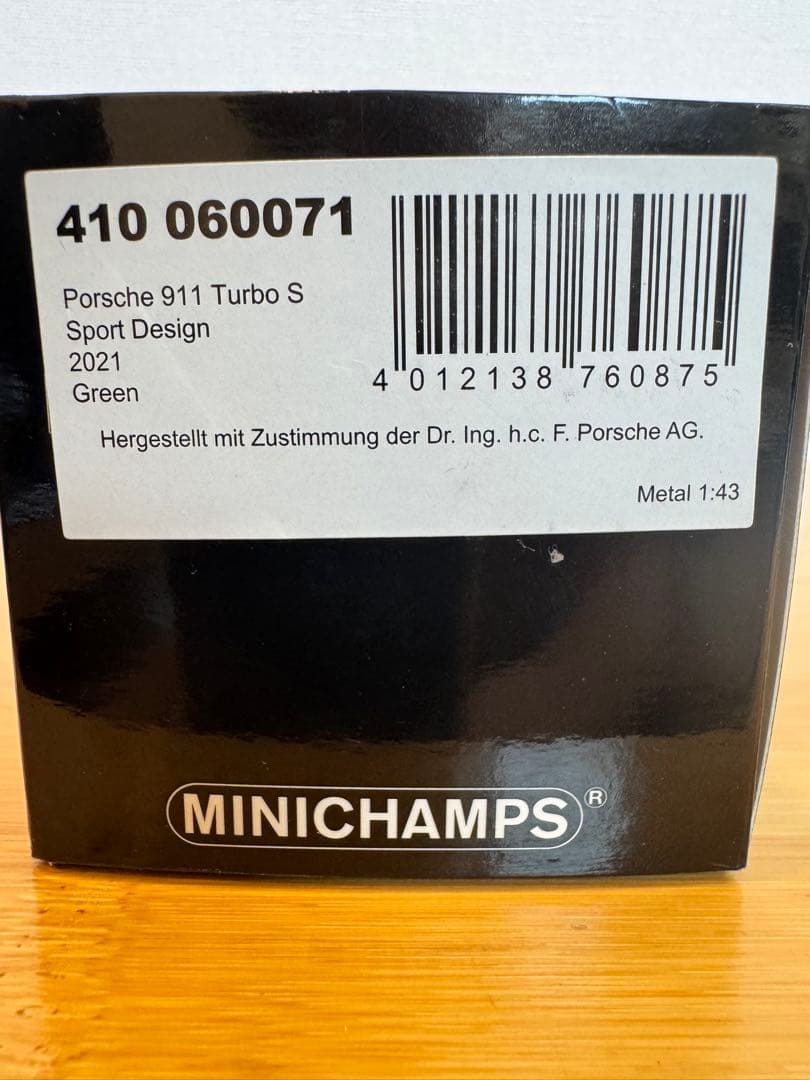 410 060071
Porsche 911 Turbo S
Sport Design
2021
Green
4 012138 760875
Hergestellt mit Zustimmung der Dr. Ing. h.c. F. Porsche AG.
Metal 1:43
MINICHAMPS®